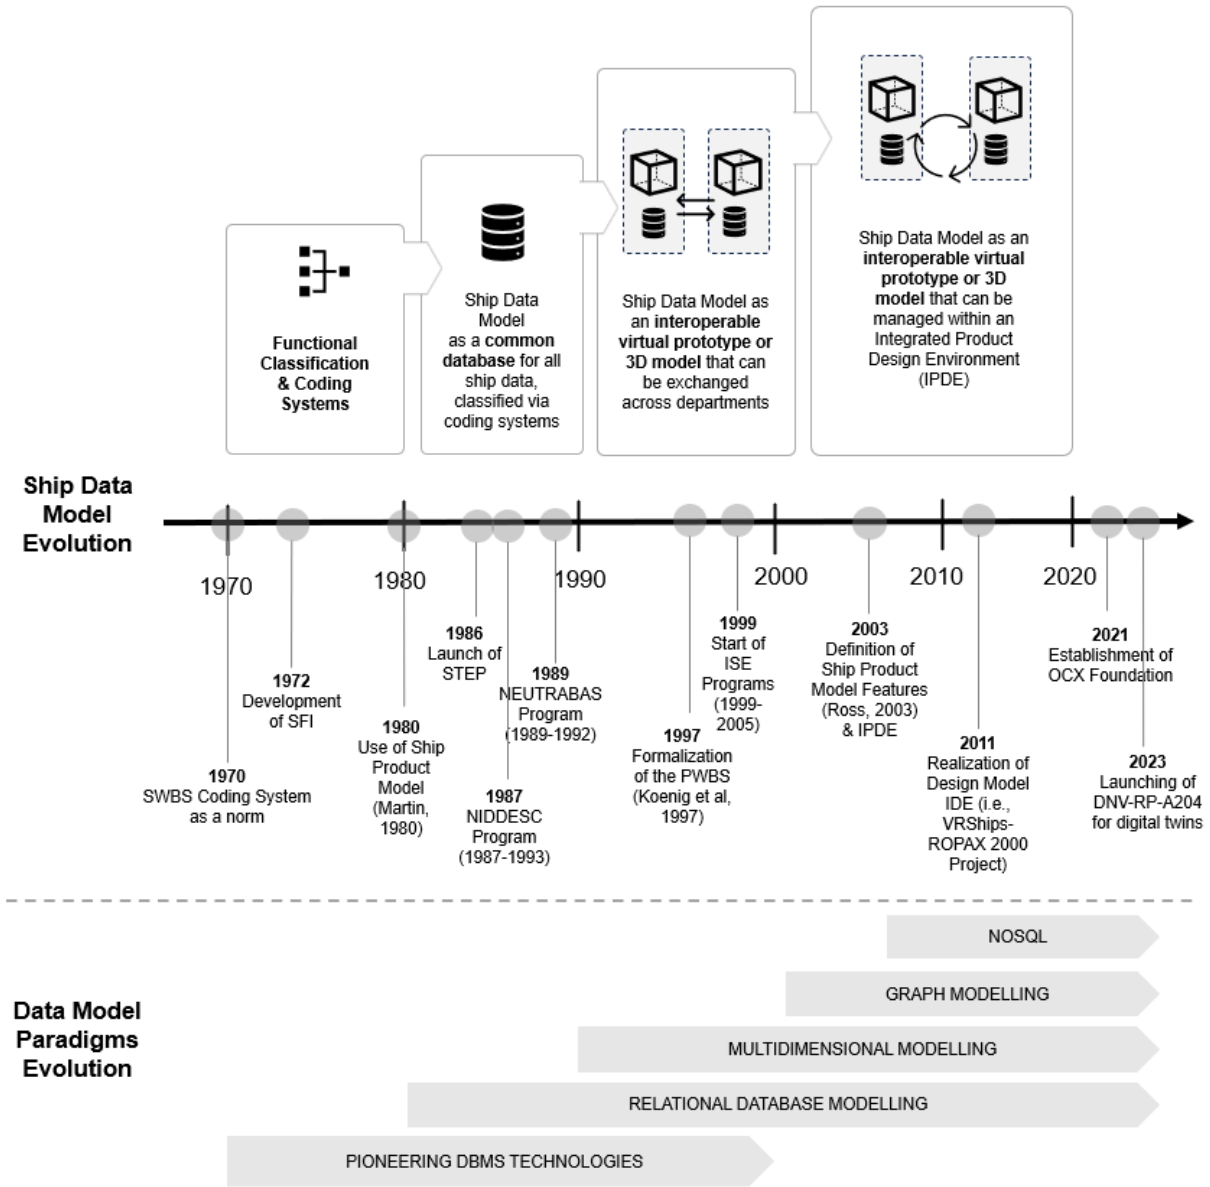 Functional
Classification
& Coding
Systems
Ship Data
Model
as a common
database for all
ship data,
classified via
coding systems
Ship Data Model as
an interoperable
virtual prototype or
3D model that can
be exchanged
across departments
Ship Data Model as an
interoperable virtual
prototype or 3D
model that can be
managed within an
Integrated Product
Design Environment
(IPDE)
Ship Data
Model
Evolution
1970
1980
1990
2000
2010
2020
1970
SWBS Coding System
as a norm
1972
Development
of SFI
1980
Use of Ship
Product
Model
(Martin,
1980)
1986
Launch of
STEP
1987
NIDDESC
Program
(1987-1993)
1989
NEUTRABAS
Program
(1989-1992)
1997
Formalization
of the PWBS
(Koenig et al,
1997)
1999
Start of
ISE
Programs
(1999-
2005)
2003
Definition of
Ship Product
Model Features
(Ross, 2003)
& IPDE
2011
Realization of
Design Model
IDE (i.e.,
VRShips-
ROPAX 2000
Project)
2021
Establishment of
OCX Foundation
2023
Launching of
DNV-RP-A204
for digital twins
Data Model
Paradigms
Evolution
NOSQL
GRAPH MODELLING
MULTIDIMENSIONAL MODELLING
RELATIONAL DATABASE MODELLING
PIONEERING DBMS TECHNOLOGIES